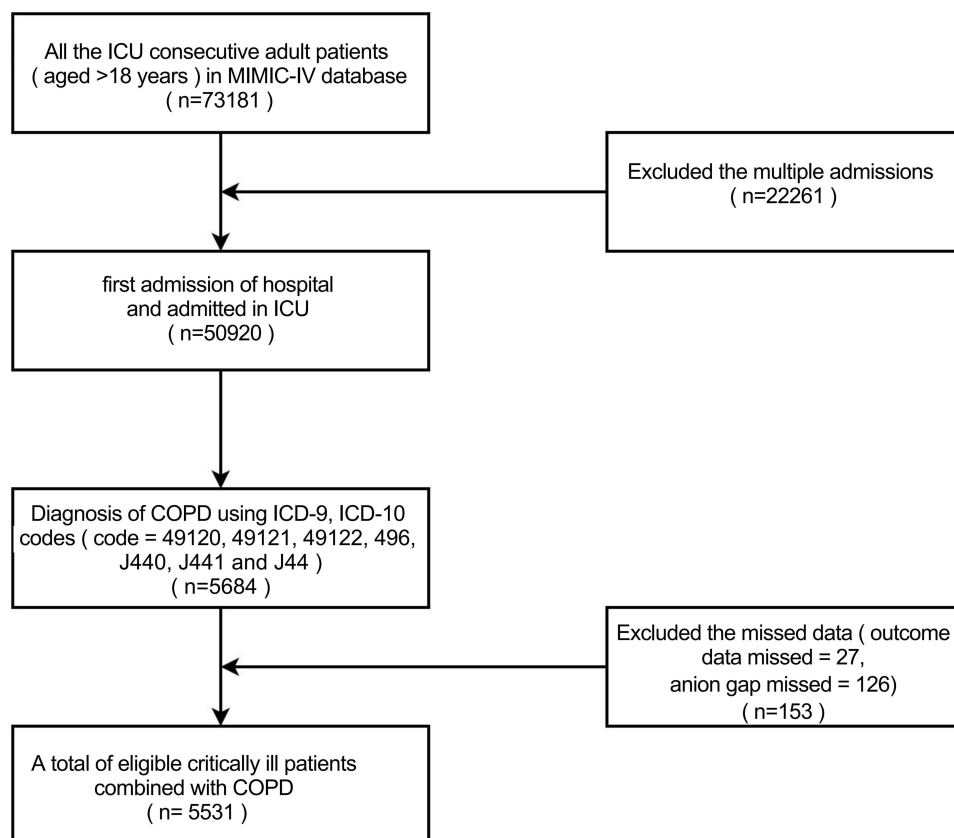 All the ICU consecutive adult patients
( aged >18 years ) in MIMIC-IV database
( n=73181 )
Excluded the multiple admissions
( n=22261 )
first admission of hospital
and admitted in ICU
( n=50920 )
Diagnosis of COPD using ICD-9, ICD-10
codes ( code = 49120, 49121, 49122, 496,
J440, J441 and J44 )
( n=5684 )
Excluded the missed data ( outcome
data missed = 27,
anion gap missed = 126)
( n=153 )
A total of eligible critically ill patients
combined with COPD
( n= 5531 )